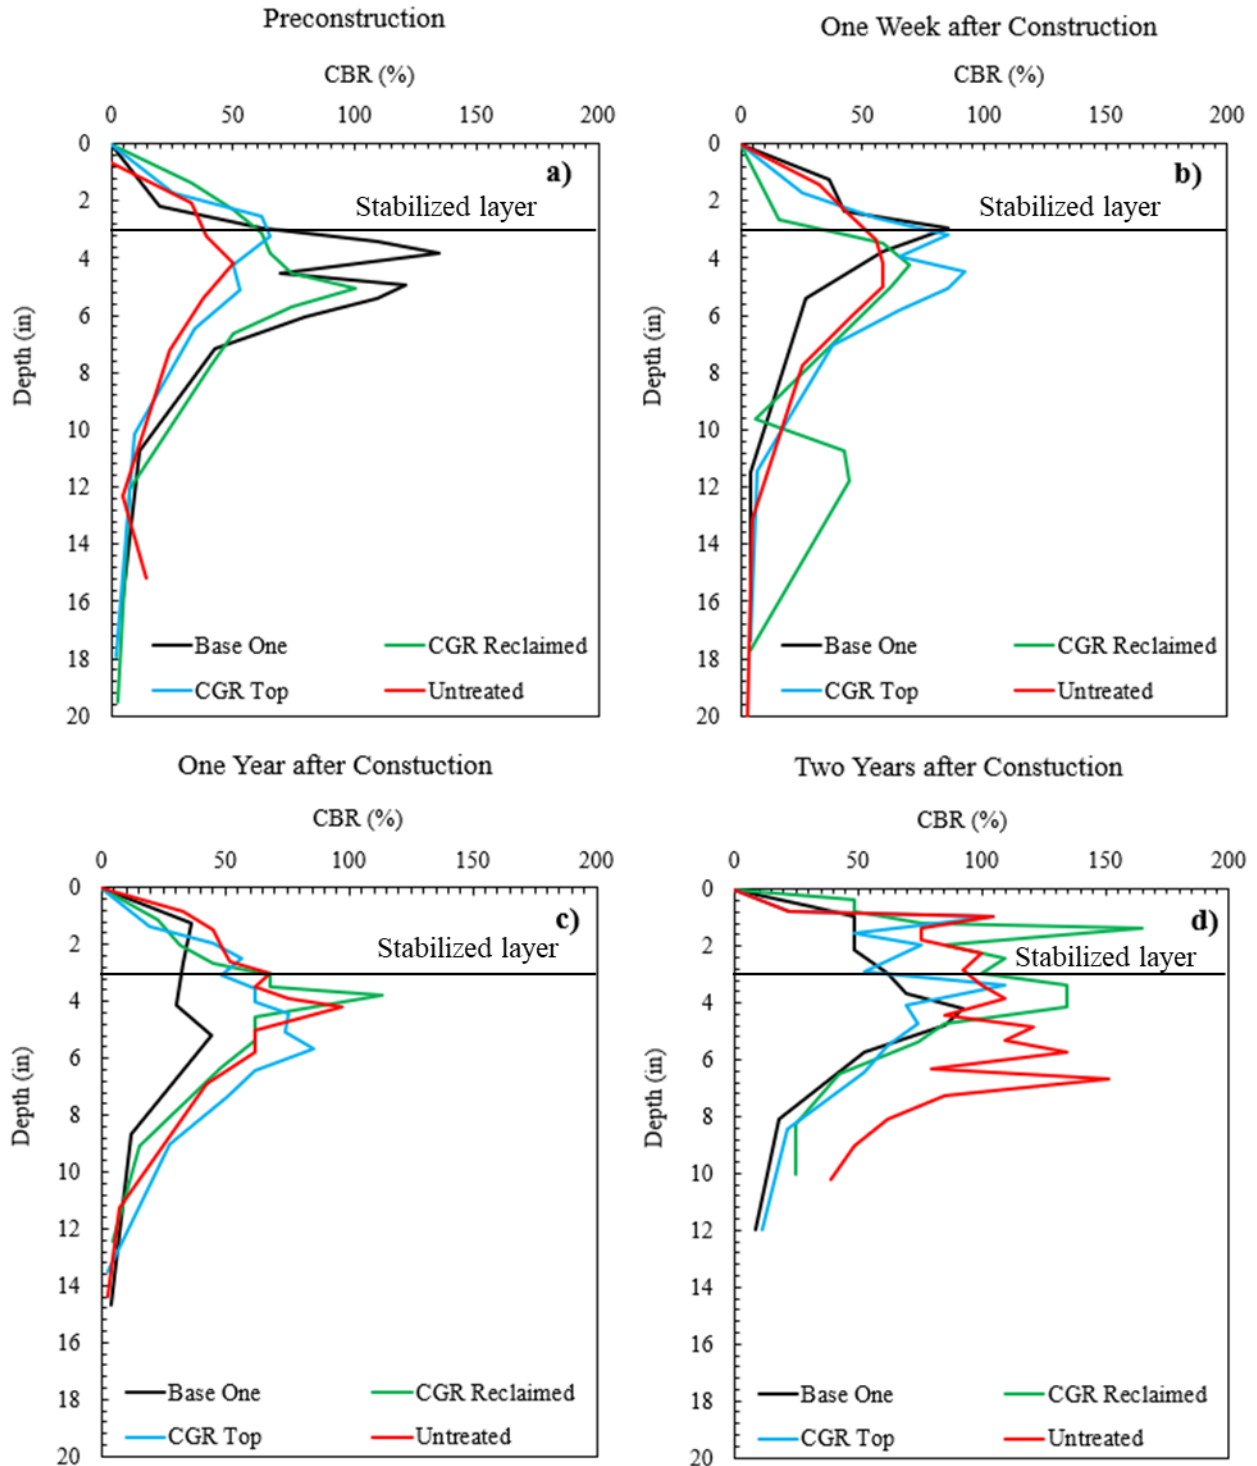 Preconstruction
CBR (%)
0 50 100 150 200
0
2
4
6
8
10
12
14
16
18
20
Depth (in)
a)
Stabilized layer
Base One
CGR Reclaimed
CGR Top
Untreated
One Week after Construction
CBR (%)
0 50 100 150 200
0
2
4
6
8
10
12
14
16
18
20
Depth (in)
b)
Stabilized layer
Base One
CGR Reclaimed
CGR Top
Untreated
One Year after Constuction
CBR (%)
0 50 100 150 200
0
2
4
6
8
10
12
14
16
18
20
Depth (in)
c)
Stabilized layer
Base One
CGR Reclaimed
CGR Top
Untreated
Two Years after Constuction
CBR (%)
0 50 100 150 200
0
2
4
6
8
10
12
14
16
18
20
Depth (in)
d)
Stabilized layer
Base One
CGR Reclaimed
CGR Top
Untreated